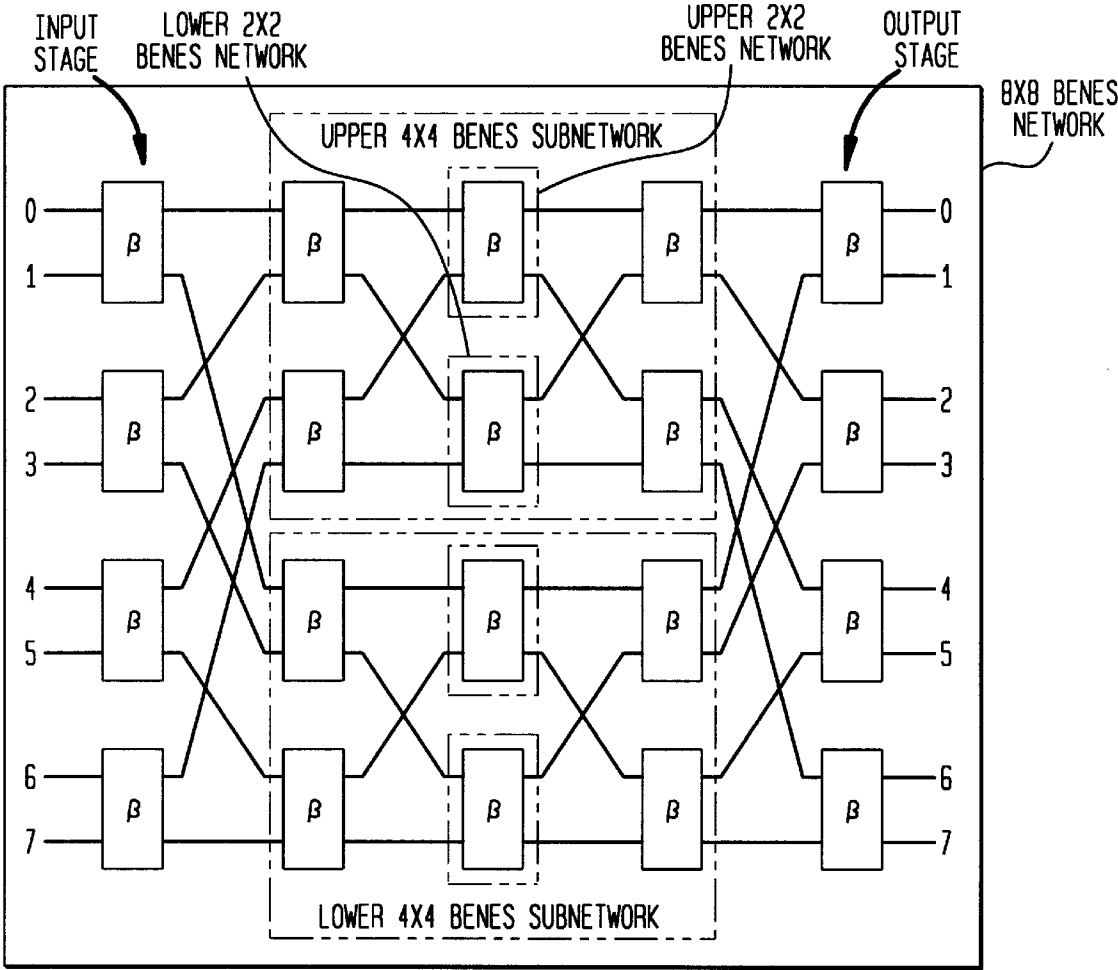 INPUT
STAGE
LOWER 2X2
BENES NETWORK
UPPER 2X2
BENES NETWORK
OUTPUT
STAGE
8X8 BENES
NETWORK
UPPER 4X4 BENES SUBNETWORK
0
β
β
β
β
β
0
1
1
2
β
β
β
β
β
2
3
3
4
β
β
β
β
β
4
5
5
6
β
β
β
β
β
6
7
7
LOWER 4X4 BENES SUBNETWORK